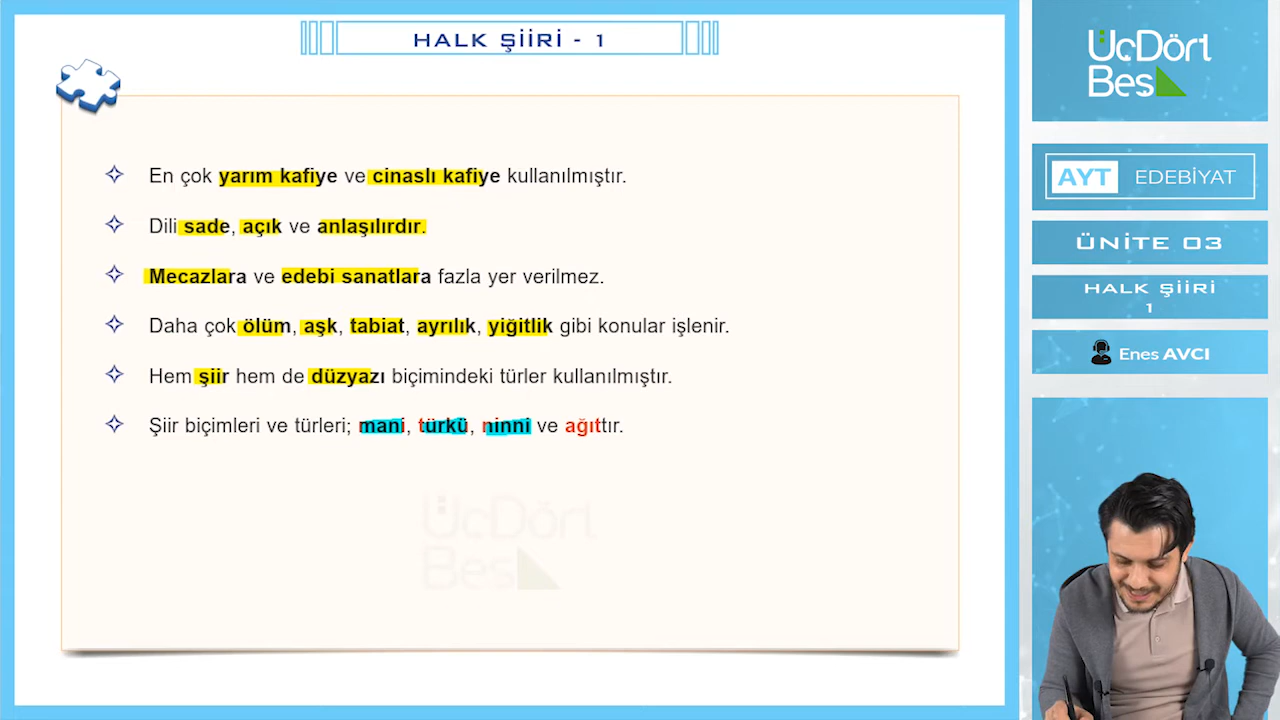 HALK ŞİİRİ - 1
En çok yarım kafiye ve cinaslı kafiye kullanılmıştır.
Dili sade, açık ve anlaşılırdır.
Mecazlara ve edebi sanatlara fazla yer verilmez.
Daha çok ölüm, aşk, tabiat, ayrılık, yiğitlik gibi konular işlenir.
Hem şiir hem de düzyazı biçimindeki türler kullanılmıştır.
Şiir biçimleri ve türleri; mani, türkü, ninni ve ağıttır.
ÜçDört
Beş
ÜçDört
Beş
AYT EDEBİYAT
ÜNİTE 03
HALK ŞİİRİ
1
Enes AVCI